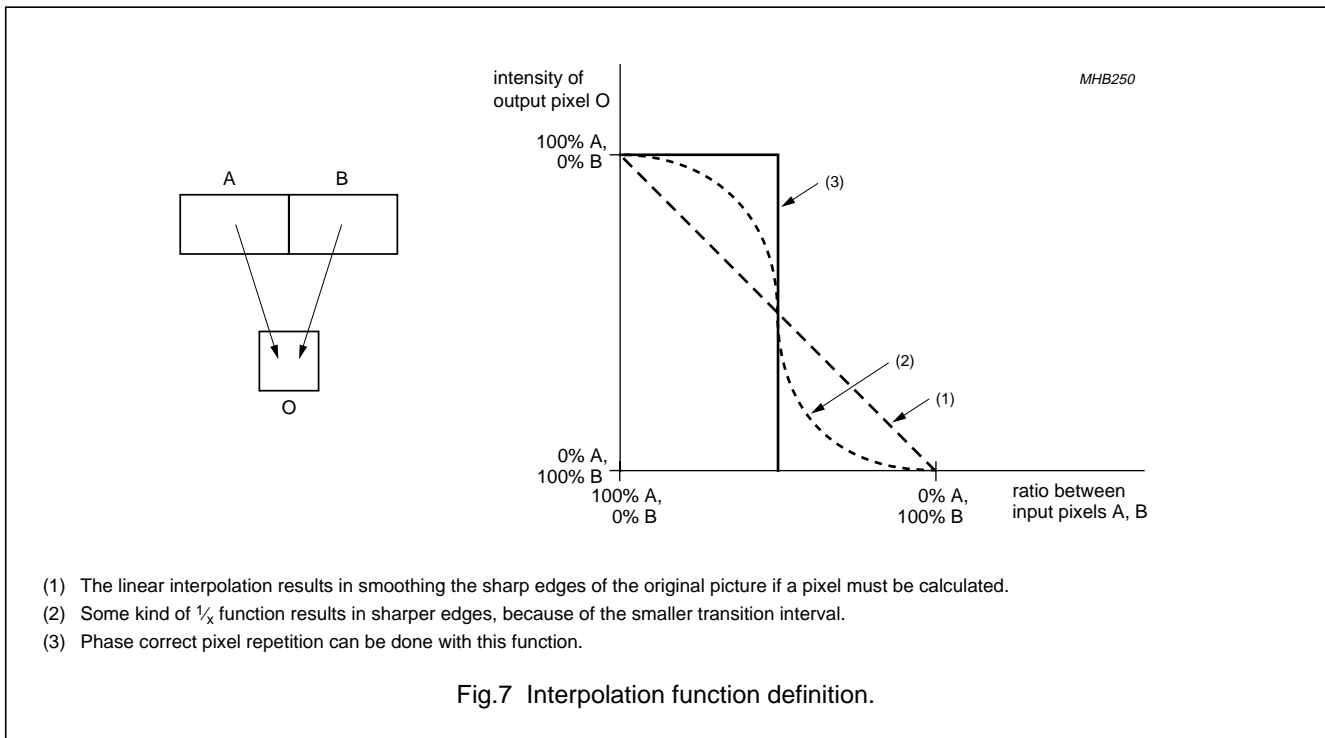 MHB250
intensity of
output pixel O
100% A,
0% B
A
B
(3)
O
(2)
(1)
0% A,
100% B
100% A,
0% B
0% A,
100% B
ratio between
input pixels A, B
(1) The linear interpolation results in smoothing the sharp edges of the original picture if a pixel must be calculated.
(2) Some kind of 1/x function results in sharper edges, because of the smaller transition interval.
(3) Phase correct pixel repetition can be done with this function.
Fig.7 Interpolation function definition.